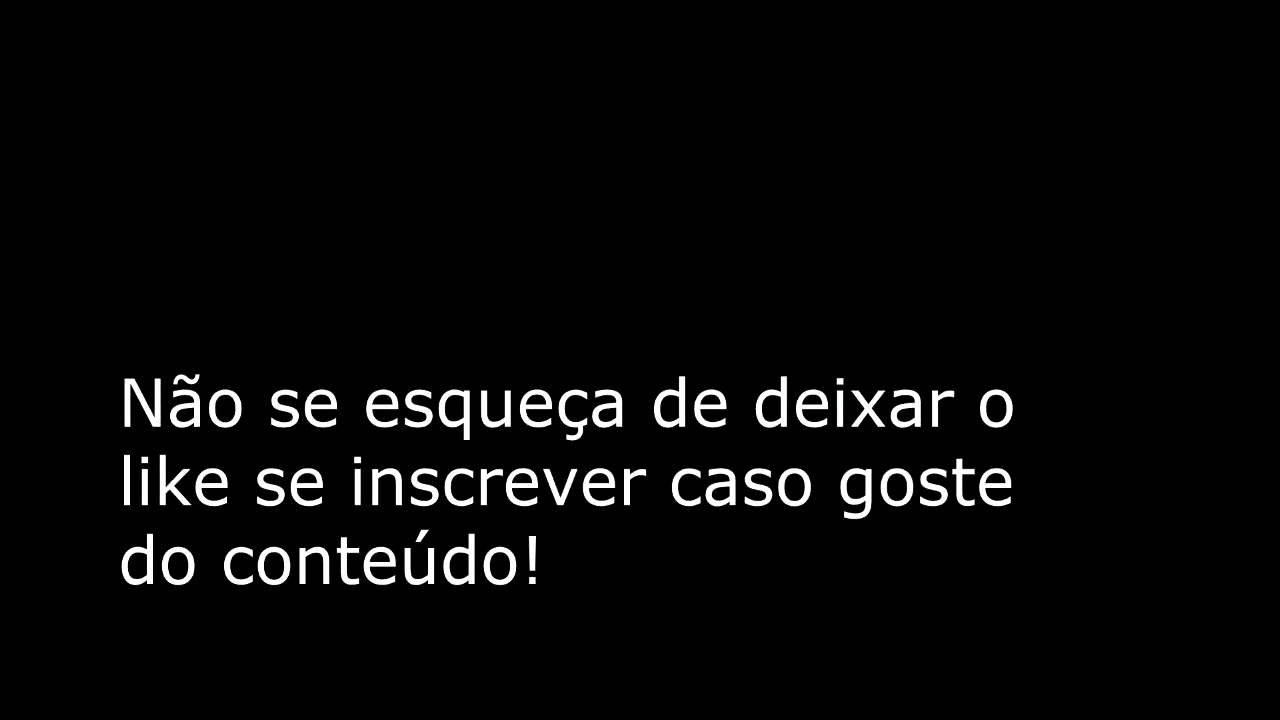 Não se esqueça de deixar o
like se inscrever caso goste
do conteúdo!